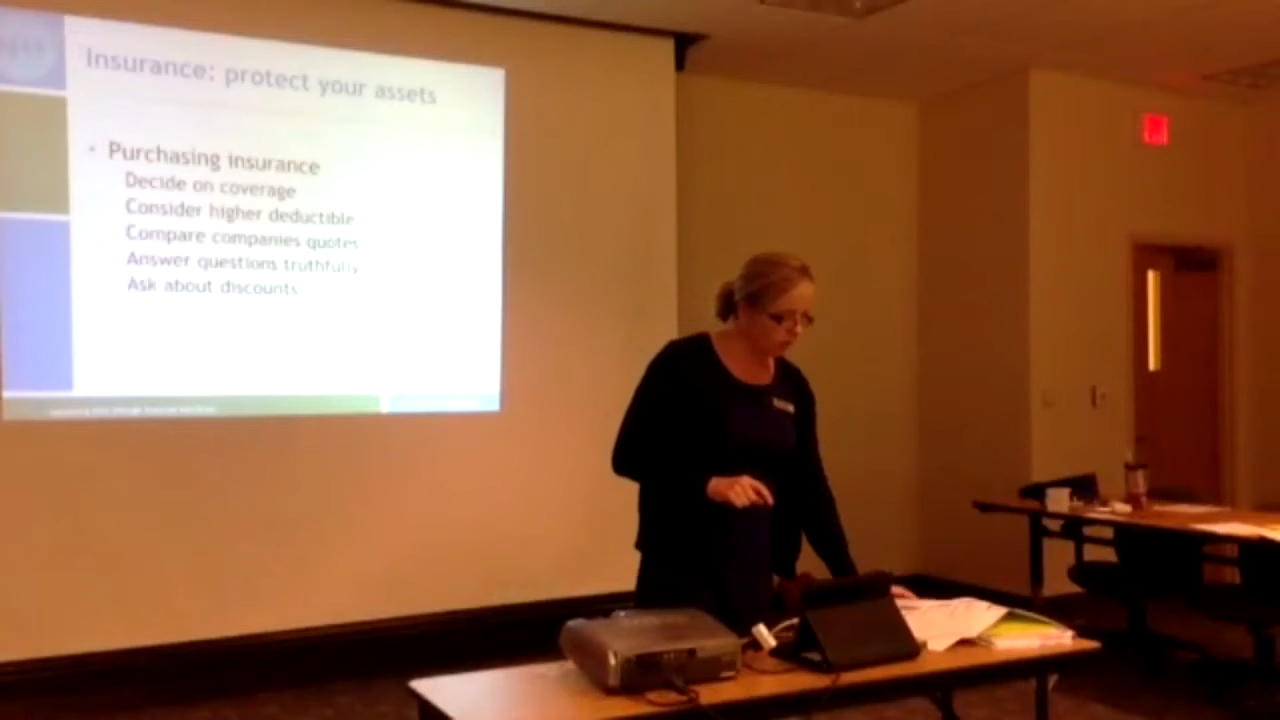 Insurance: protect your assets
• Purchasing insurance
Decide on coverage
Consider higher deductible
Compare companies quotes
Answer questions truthfully
Ask about discounts